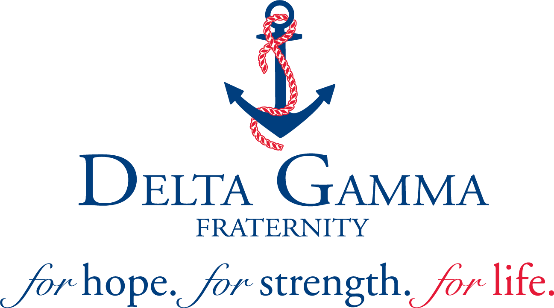 DELTA GAMMA
FRATERNITY
for hope. for strength. for life.